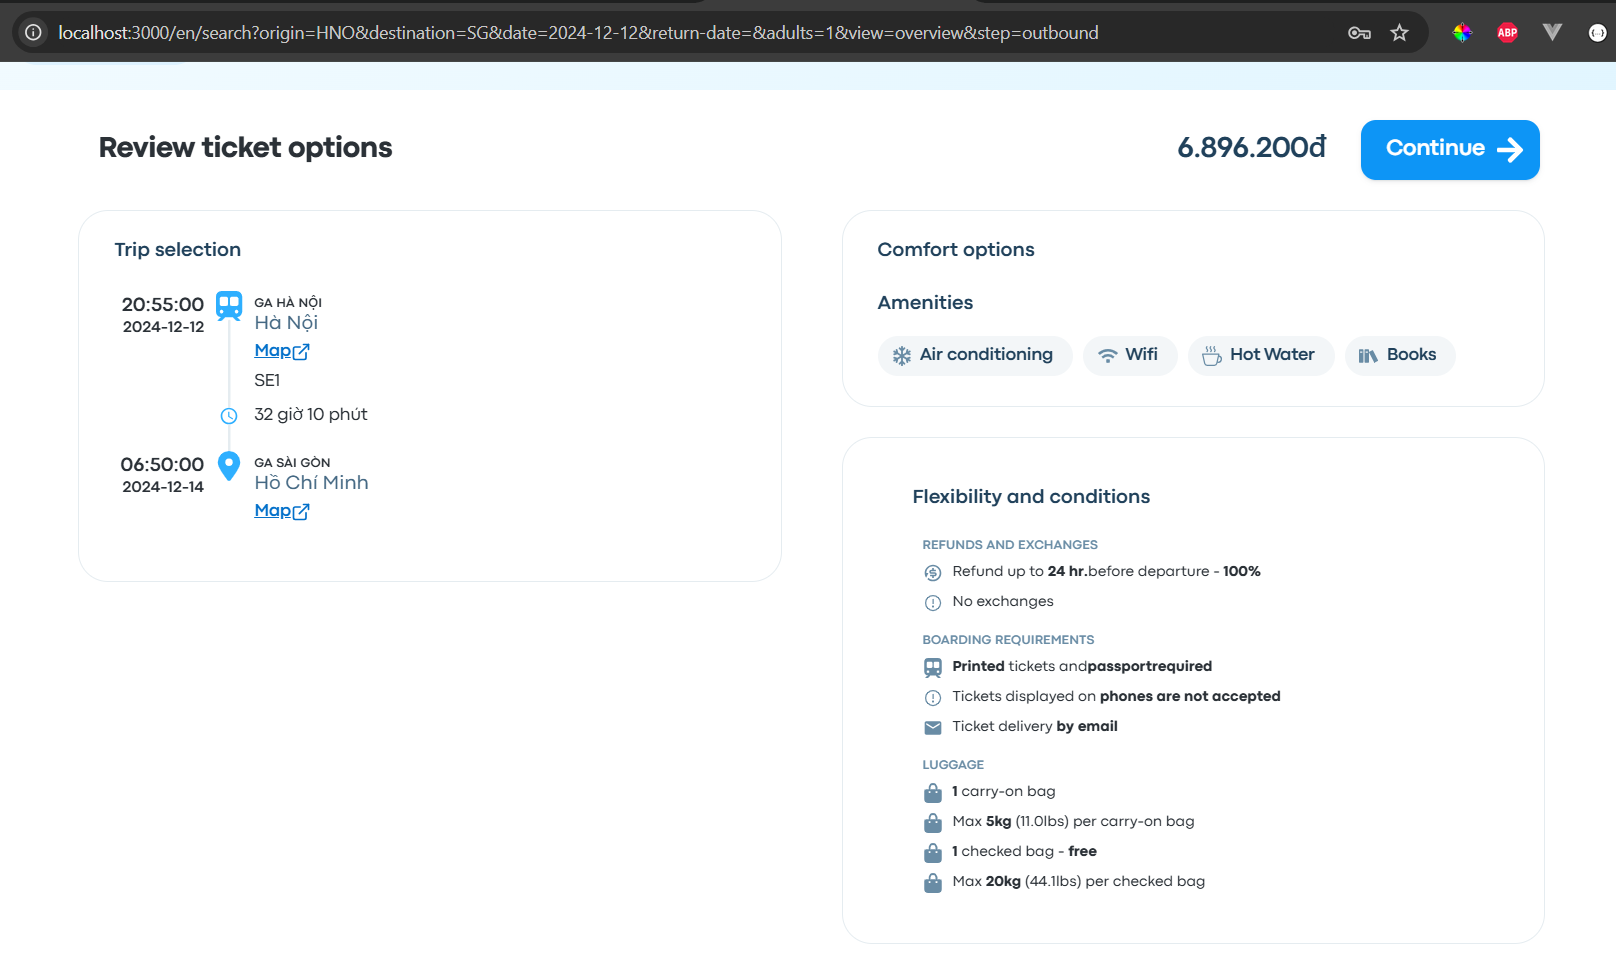 localhost:3000/en/search?origin=HNO&destination=SG&date=2024-12-12&return-date=&adults=1&view=overview&step=outbound
ABP
Review ticket options
6.896.200đ
Continue
Trip selection
20:55:00
2024-12-12
GA HÀ NỘI
Hà Nội
Map
SE1
32 giờ 10 phút
06:50:00
2024-12-14
GA SÀI GÒN
Hồ Chí Minh
Map
Comfort options
Amenities
Air conditioning
Wifi
Hot Water
Books
Flexibility and conditions
REFUNDS AND EXCHANGES
Refund up to 24 hr.before departure - 100%
No exchanges
BOARDING REQUIREMENTS
Printed tickets andpassportrequired
Tickets displayed on phones are not accepted
Ticket delivery by email
LUGGAGE
1 carry-on bag
Max 5kg (11.0lbs) per carry-on bag
1 checked bag - free
Max 20kg (44.1lbs) per checked bag